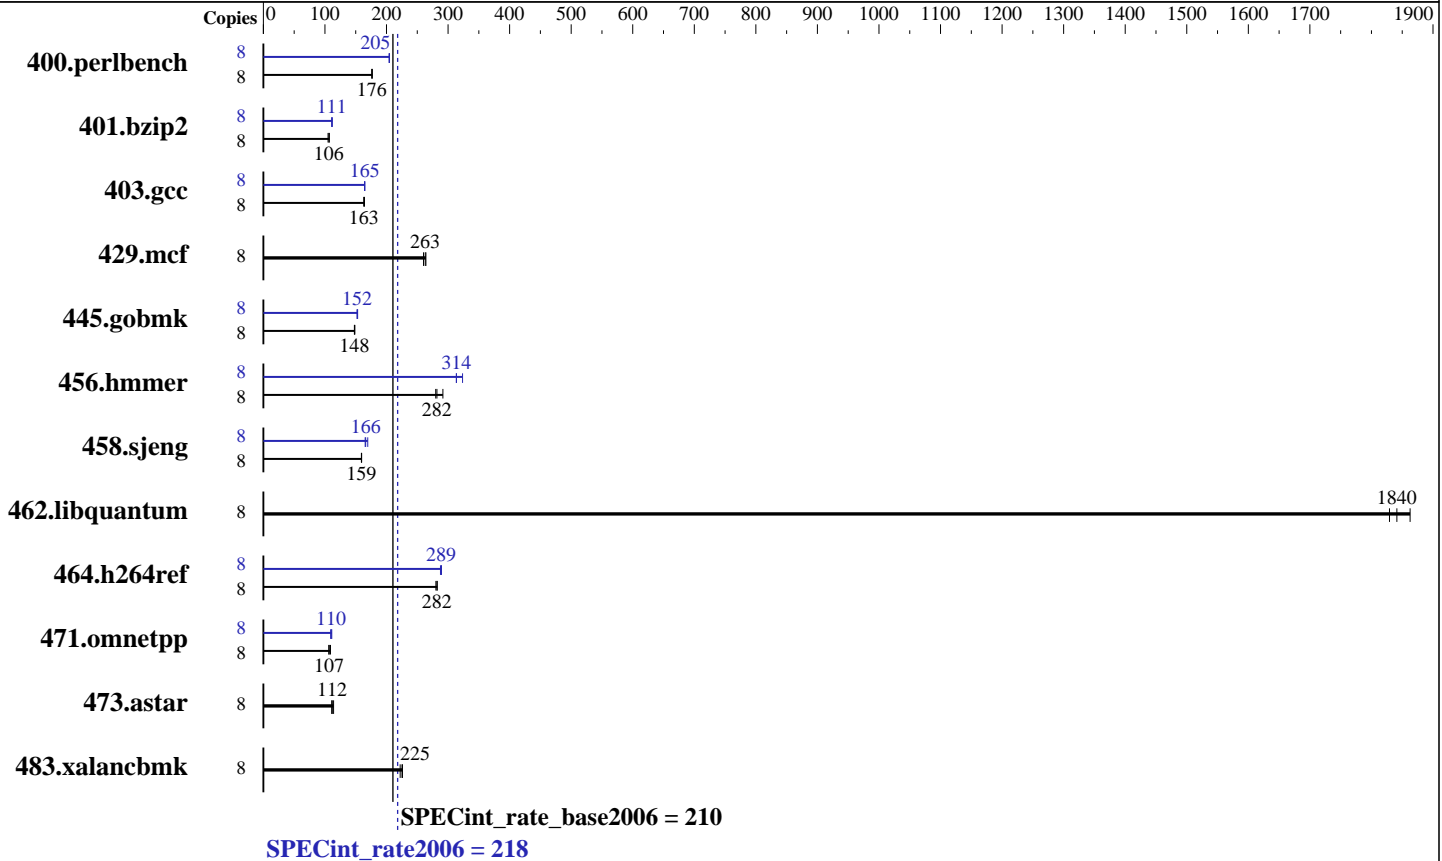 Copies 0 100 200 300 400 500 600 700 800 900 1000 1100 1200 1300 1400 1500 1600 1700 1900
400.perlbench 8 205
8 176
401.bzip2 8 111
8 106
403.gcc 8 165
8 163
429.mcf 8 263
445.gobmk 8 152
8 148
456.hmmer 8 314
8 282
458.sjeng 8 166
8 159
462.libquantum 8 1840
464.h264ref 8 289
8 282
471.omnetpp 8 110
8 107
473.astar 8 112
483.xalancbmk 8 225
SPECint_rate_base2006 = 210
SPECint_rate2006 = 218